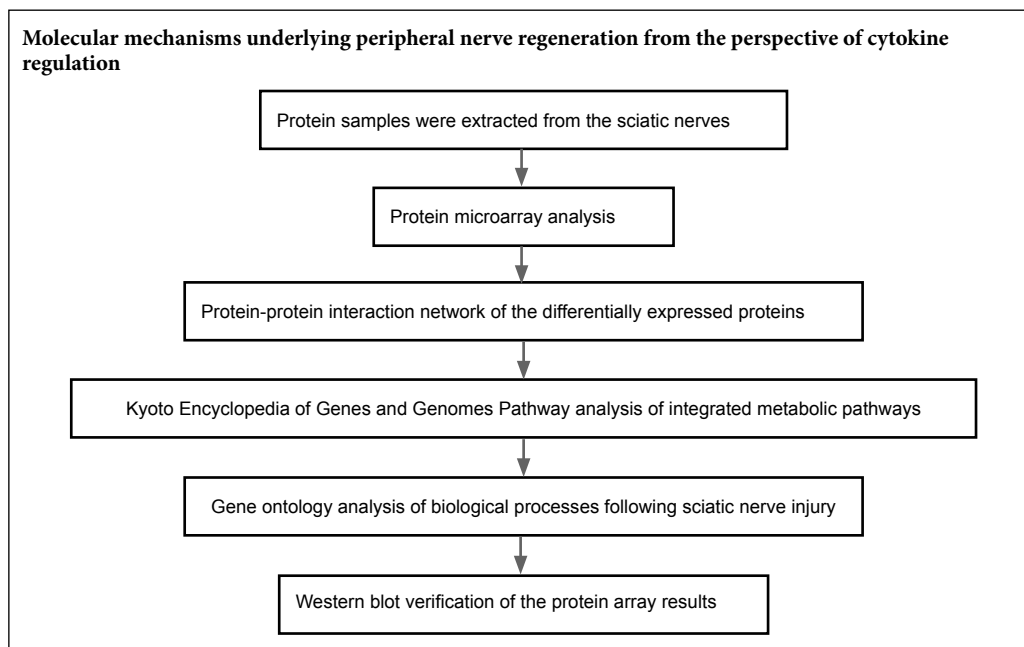 Molecular mechanisms underlying peripheral nerve regeneration from the perspective of cytokine
regulation
Protein samples were extracted from the sciatic nerves
Protein microarray analysis
Protein-protein interaction network of the differentially expressed proteins
Kyoto Encyclopedia of Genes and Genomes Pathway analysis of integrated metabolic pathways
Gene ontology analysis of biological processes following sciatic nerve injury
Western blot verification of the protein array results